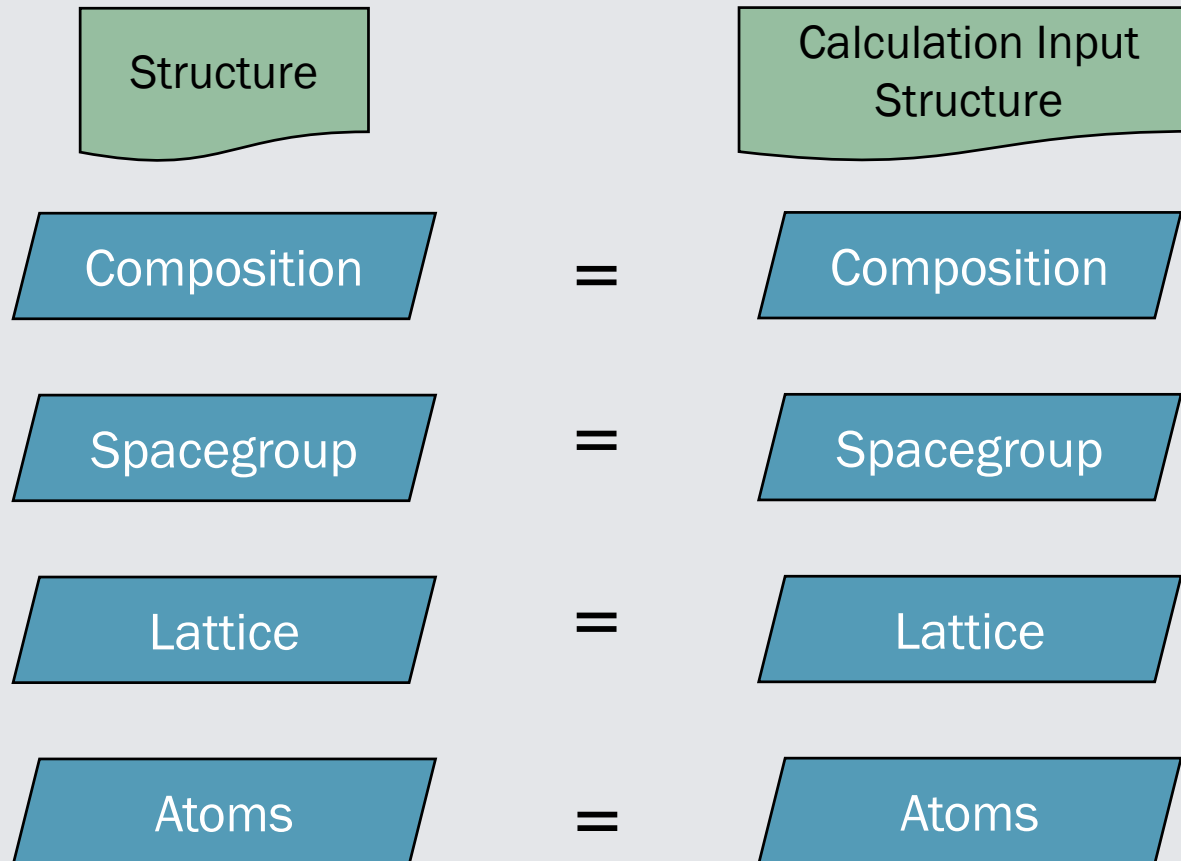 Structure
Calculation Input
Structure
Composition = Composition
Spacegroup = Spacegroup
Lattice = Lattice
Atoms = Atoms